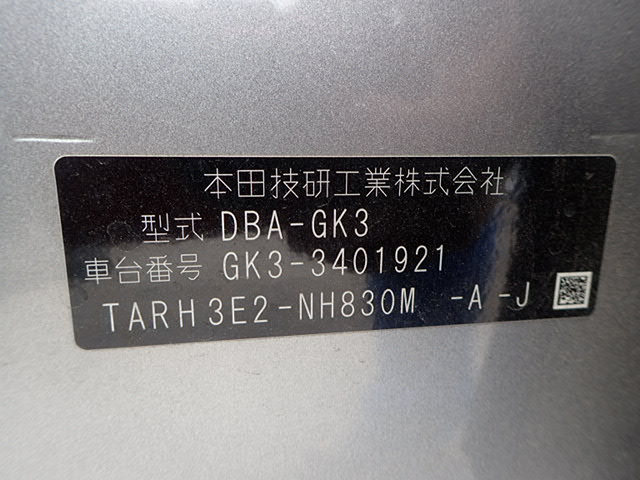 本田技研工業株式会社
型式 DBA-GK3
車台番号 GK3-3401921
TARH3E2-NH830M -A-J